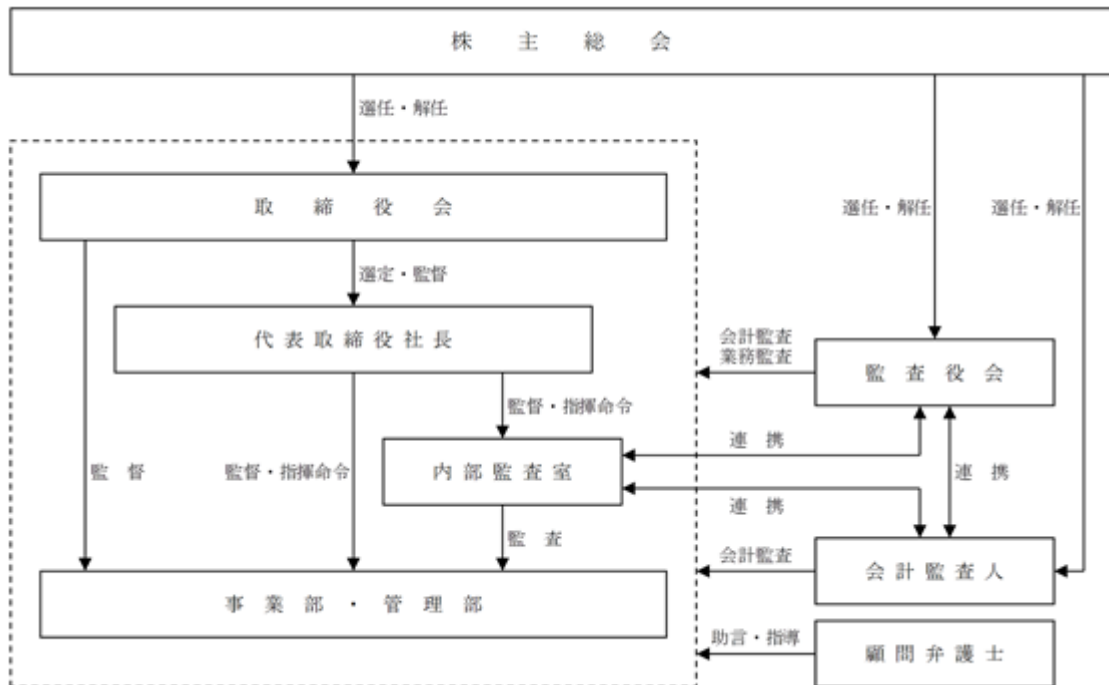 株主総会
選任・解任
取締役会
選任・解任
選任・解任
選定・監督
代表取締役社長
会計監査
業務監査
監査役会
監督・指揮命令
連携
監督
監督・指揮命令
内部監査室
連携
連携
監査
会計監査
会計監査人
事業部・管理部
助言・指導
顧問弁護士